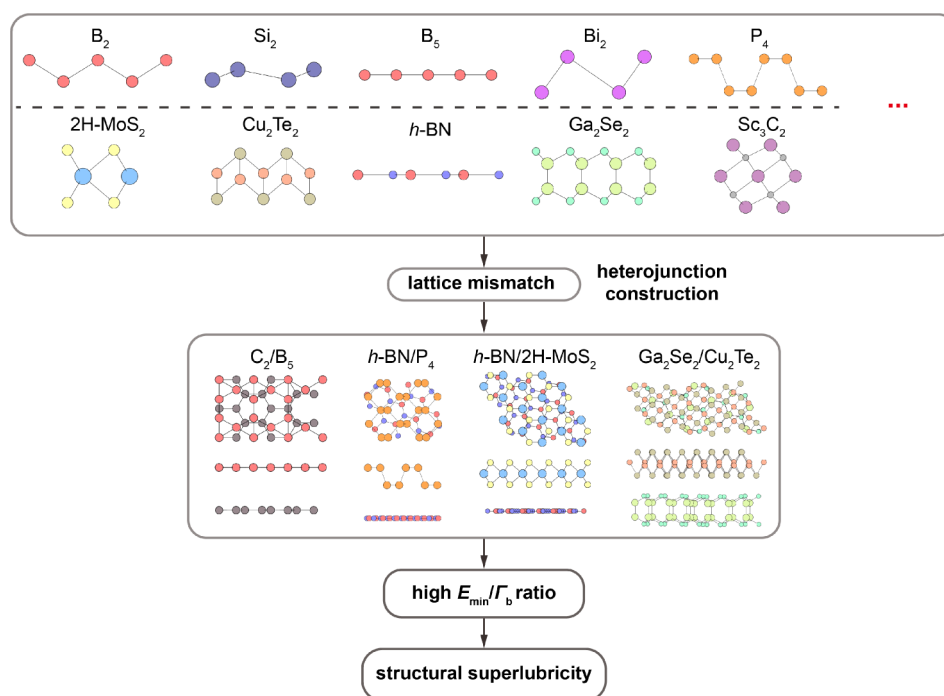 B₂ Si₂ B₅ Bi₂ P₄
...
2H-MoS₂ Cu₂Te₂ h-BN Ga₂Se₂ Sc₃C₂
lattice mismatch
heterojunction
construction
C₂/B₅ h-BN/P₄ h-BN/2H-MoS₂ Ga₂Se₂/Cu₂Te₂
high Eₘᵢₙ/Γb ratio
structural superlubricity